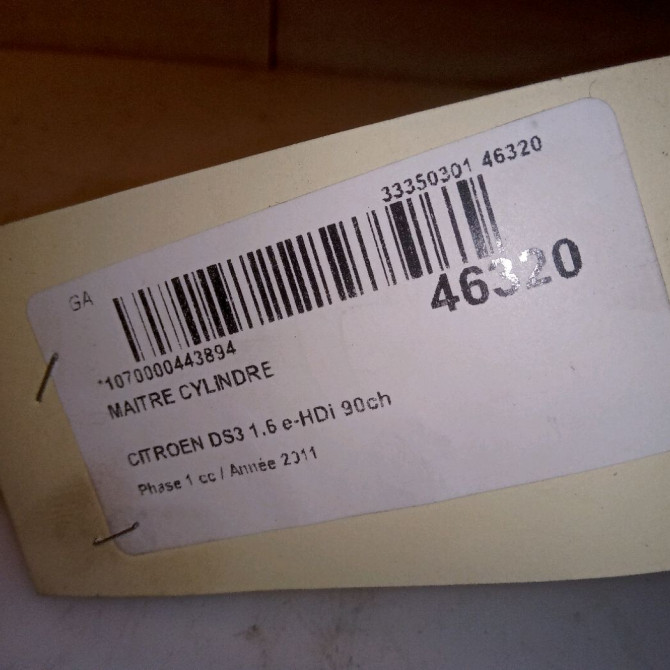 33350301 46320
GA
46320
*1070000443894
MAITRE CYLINDRE
CITROEN DS3 1.6 e-HDi 90ch
Phase 1 cc / Année 2011